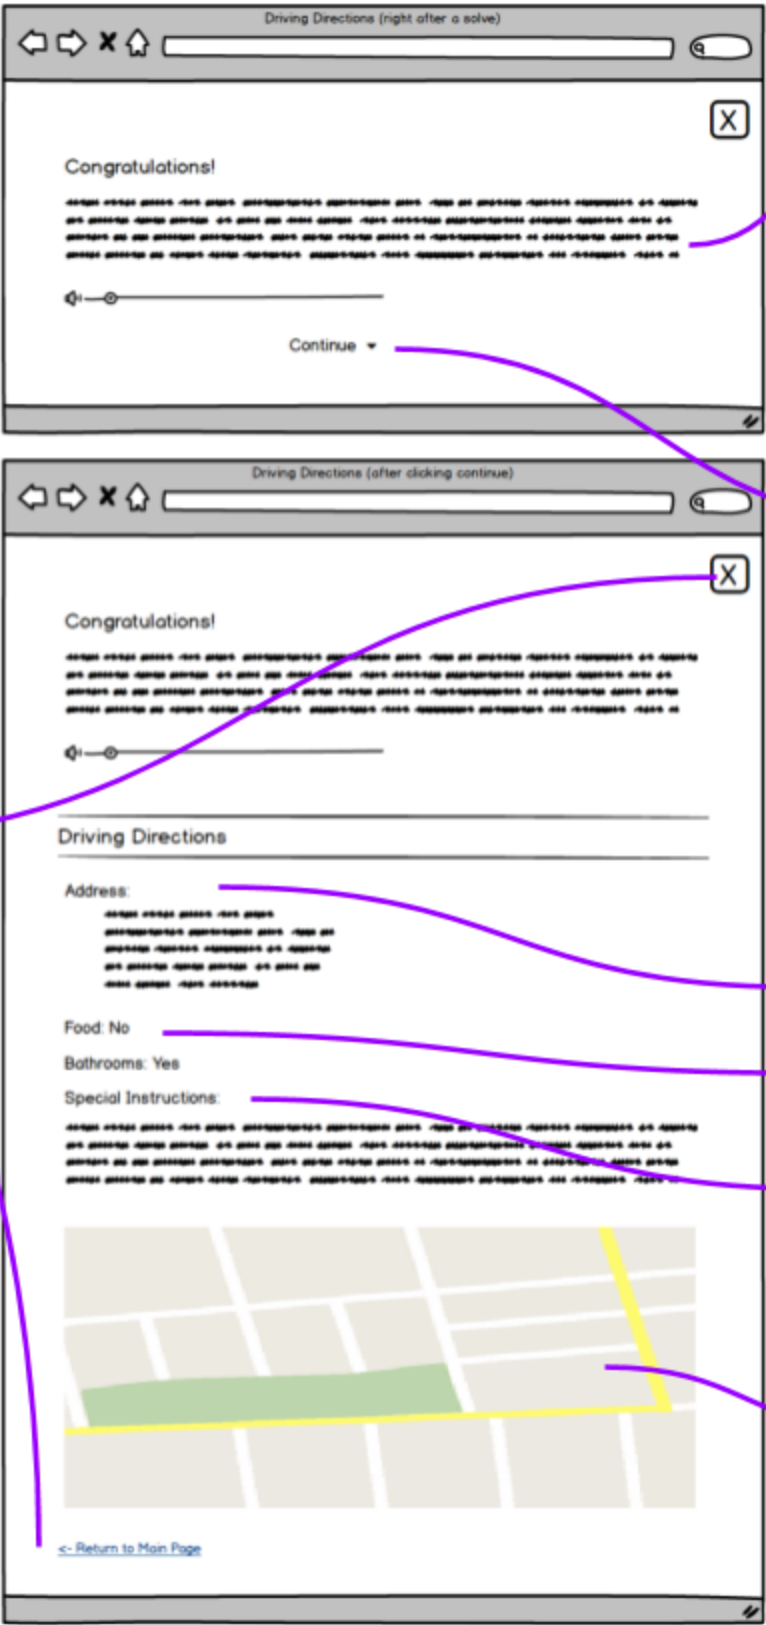 Driving Directions (right after a solve)
X
Congratulations!
Continue
Driving Directions (after clicking continue)
X
Congratulations!
Driving Directions
Address:
Food: No
Bathrooms: Yes
Special Instructions:
<- Return to Main Page